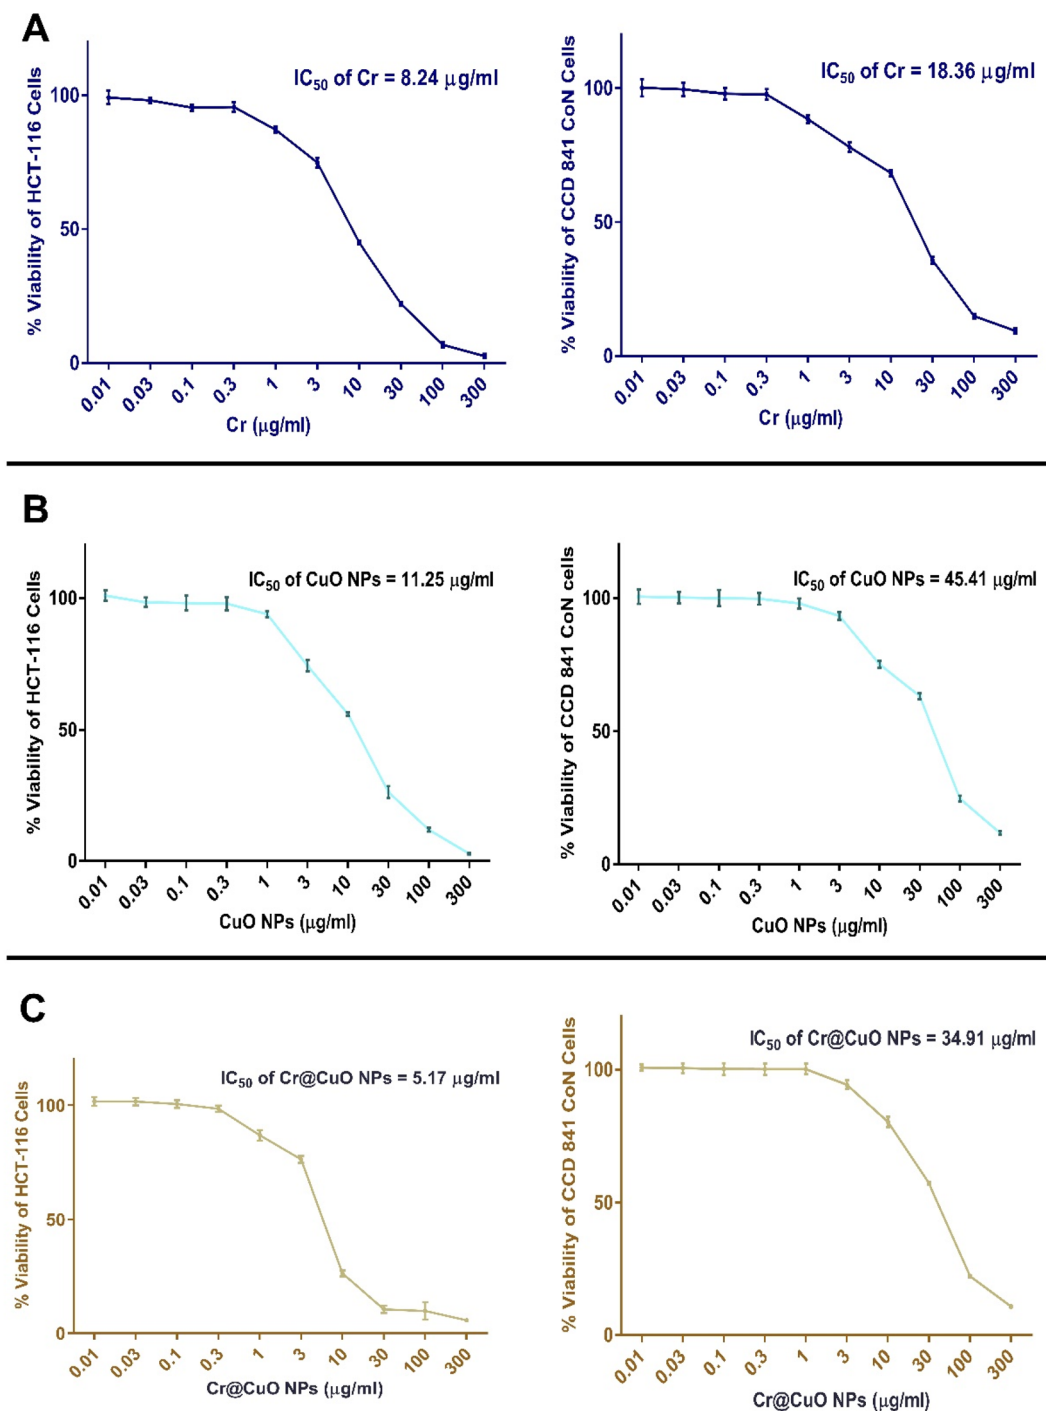 A
% Viability of HCT-116 Cells
IC50 of Cr = 8.24 µg/ml
100
50
0
0.01 0.03 0.1 0.3 1 3 10 30 100 300
Cr (µg/ml)
% Viability of CCD 841 CoN Cells
IC50 of Cr = 18.36 µg/ml
100
50
0
0.01 0.03 0.1 0.3 1 3 10 30 100 300
Cr (µg/ml)
B
% Viability of HCT-116 Cells
IC50 of CuO NPs = 11.25 µg/ml
100
50
0
0.01 0.03 0.1 0.3 1 3 10 30 100 300
CuO NPs (µg/ml)
% Viability of CCD 841 CoN cells
IC50 of CuO NPs = 45.41 µg/ml
100
50
0
0.01 0.03 0.1 0.3 1 3 10 30 100 300
CuO NPs (µg/ml)
C
% Viability of HCT-116 Cells
IC50 of Cr@CuO NPs = 5.17 µg/ml
100
50
0
0.01 0.03 0.1 0.3 1 3 10 30 100 300
Cr@CuO NPs (µg/ml)
% Viability of CCD 841 CoN Cells
IC50 of Cr@CuO NPs = 34.91 µg/ml
100
50
0
0.01 0.03 0.1 0.3 1 3 10 30 100 300
Cr@CuO NPs (µg/ml)